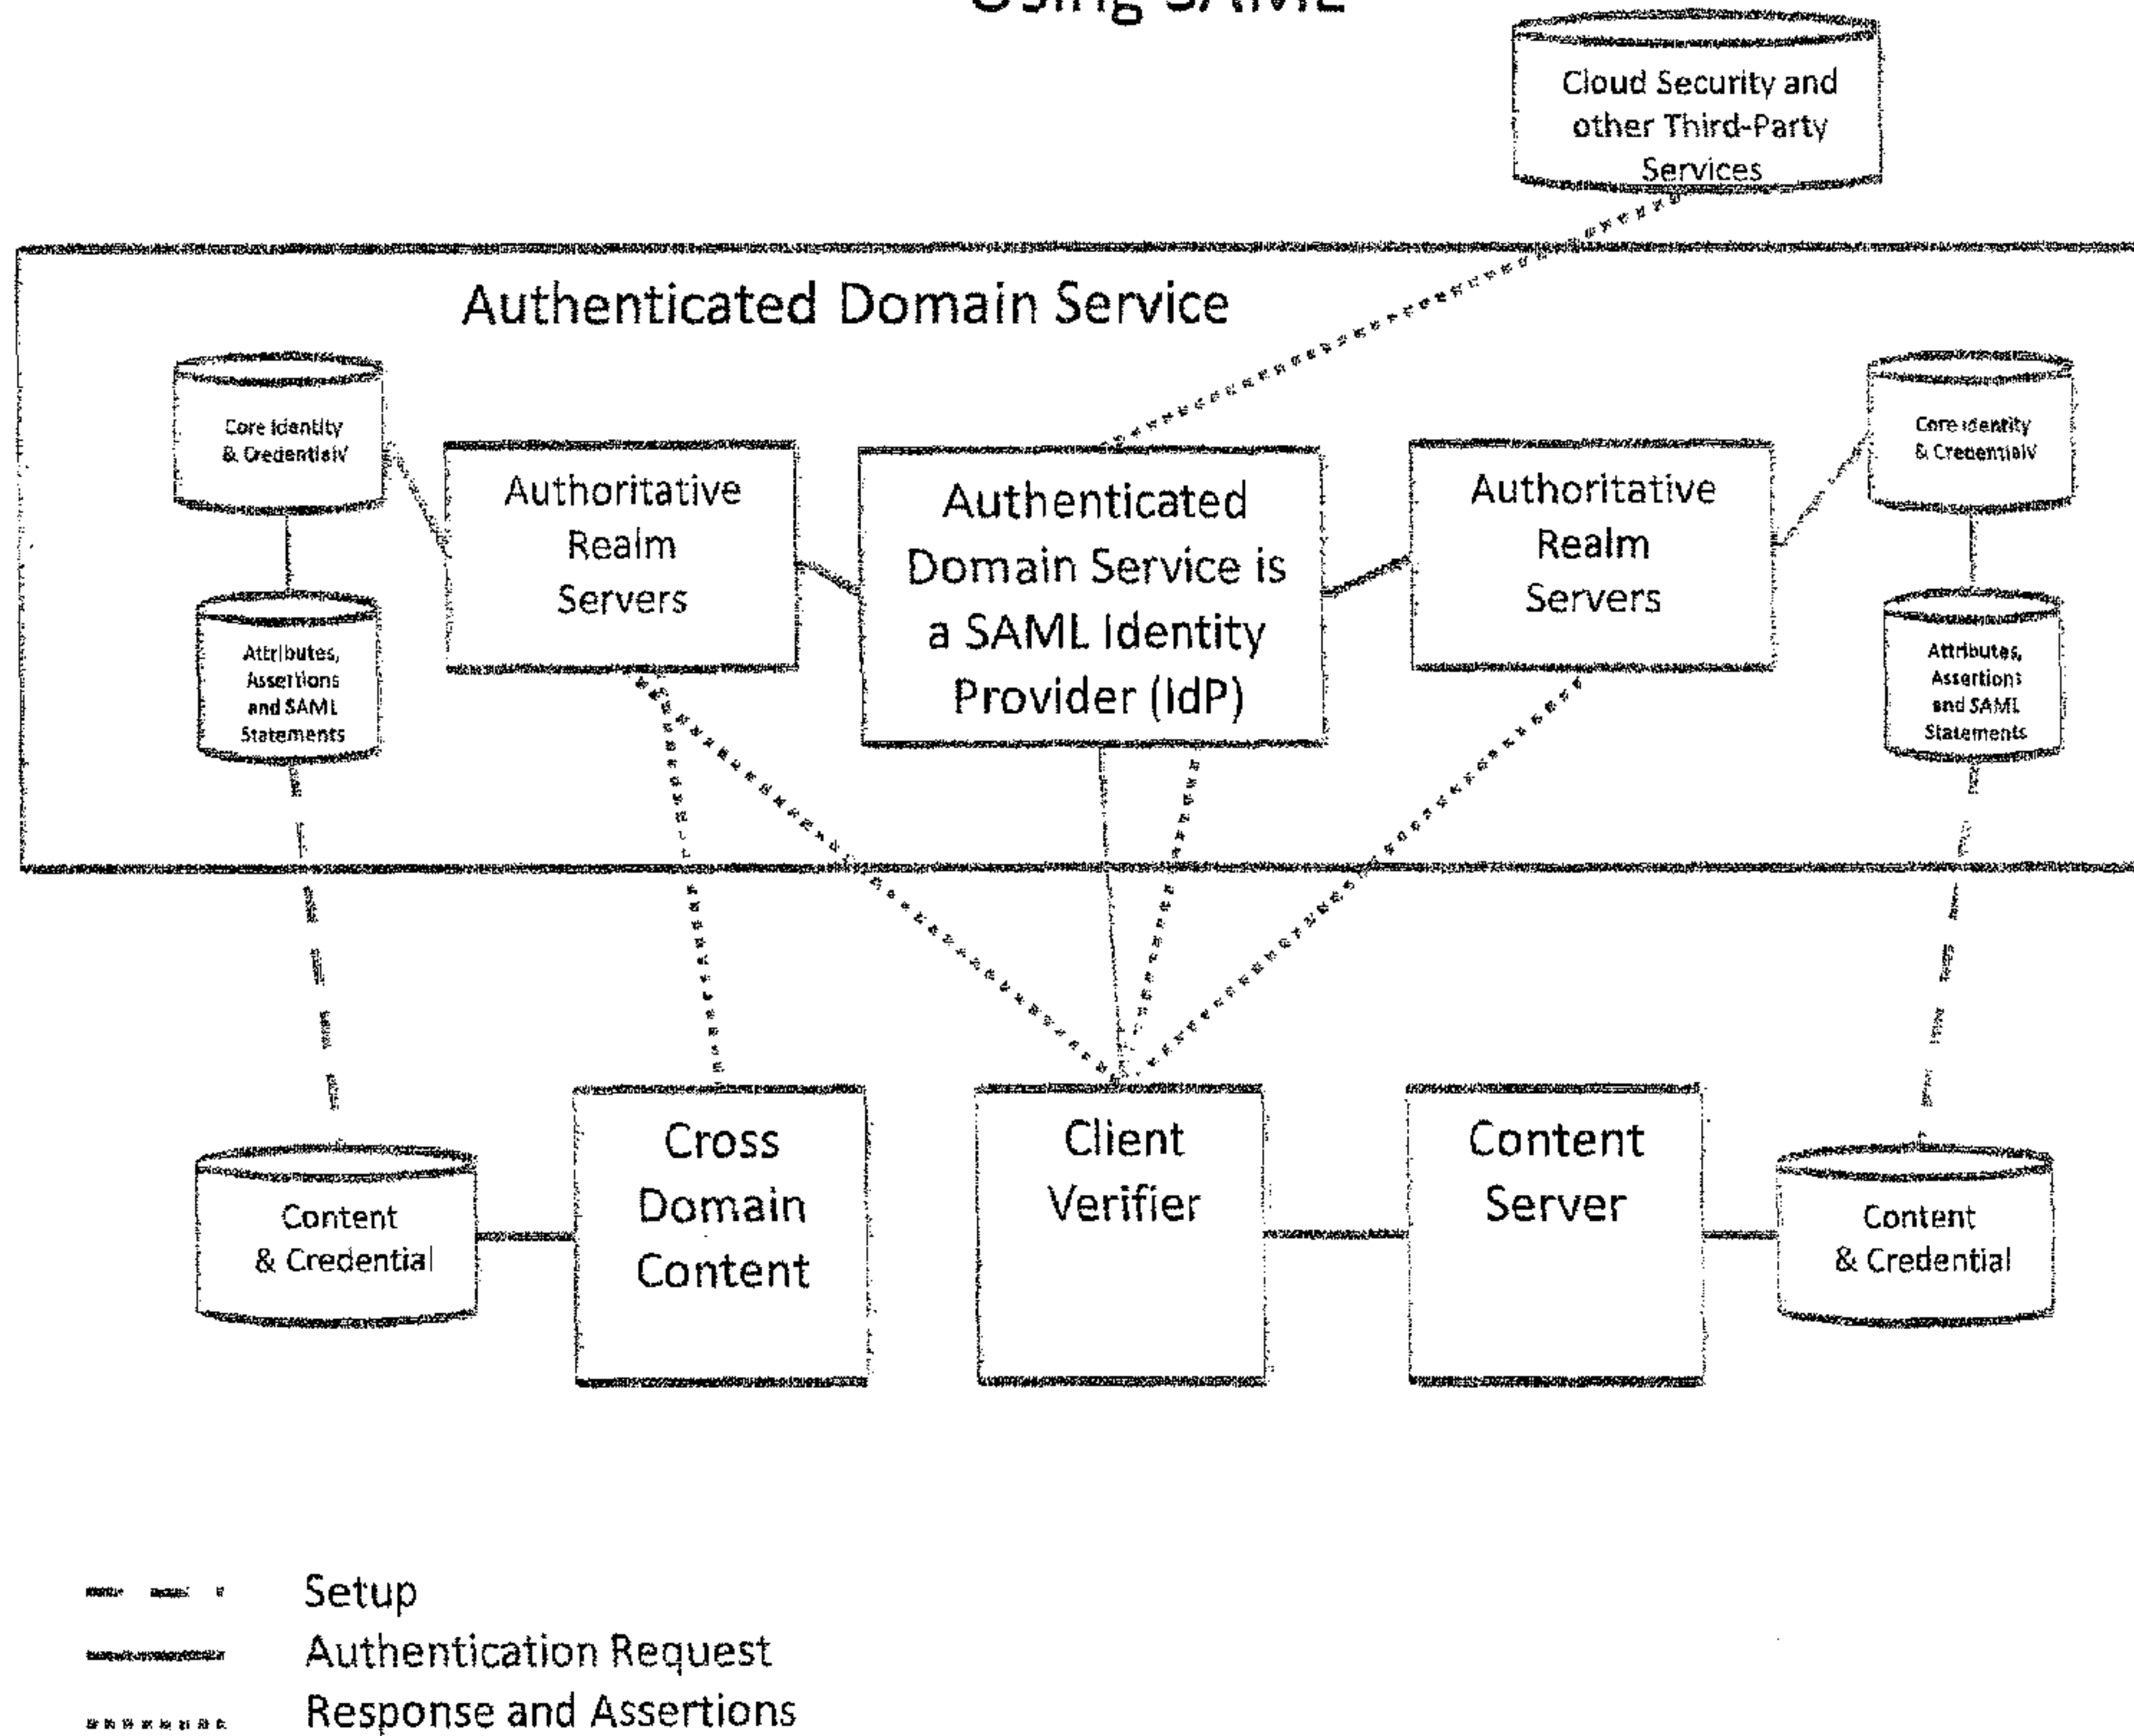 Using SAML
Cloud Security and
other Third-Party
Services
Authenticated Domain Service
Core Identity
& Credential/
Authoritative
Realm
Servers
Authenticated
Domain Service is
a SAML Identity
Provider (IdP)
Authoritative
Realm
Servers
Core Identity
& Credential/
Attributes,
Assertions
and SAML
Statements
Attributes,
Assertions
and SAML
Statements
Content
& Credential
Cross
Domain
Content
Client
Verifier
Content
Server
Content
& Credential
Setup
Authentication Request
Response and Assertions